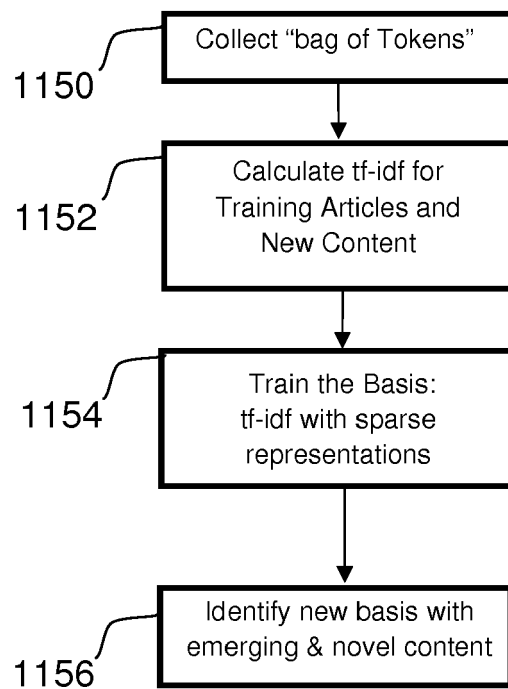 Collect “bag of Tokens”
1150
Calculate tf-idf for
Training Articles and
New Content
1152
Train the Basis:
tf-idf with sparse
representations
1154
Identify new basis with
emerging & novel content
1156